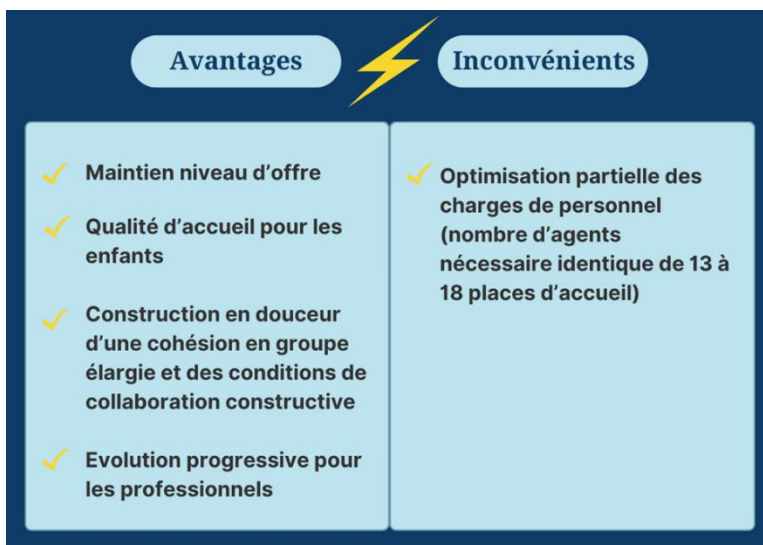 Avantages
Inconvénients
Maintien niveau d'offre
Qualité d'accueil pour les
enfants
Construction en douceur
d'une cohésion en groupe
élargie et des conditions de
collaboration constructive
Evolution progressive pour
les professionnels
Optimisation partielle des
charges de personnel
(nombre d'agents
nécessaire identique de 13 à
18 places d'accueil)